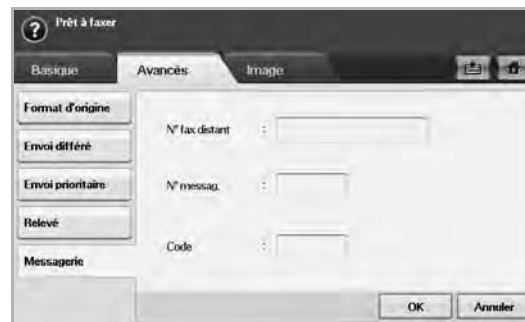 ?
Prêt à faxer
Basique Avancés Image
Format d'origine
Envoi différé
Envoi prioritaire
Relevé
Messagerie
N° fax distant :
N° messag. :
Code :
OK Annuler